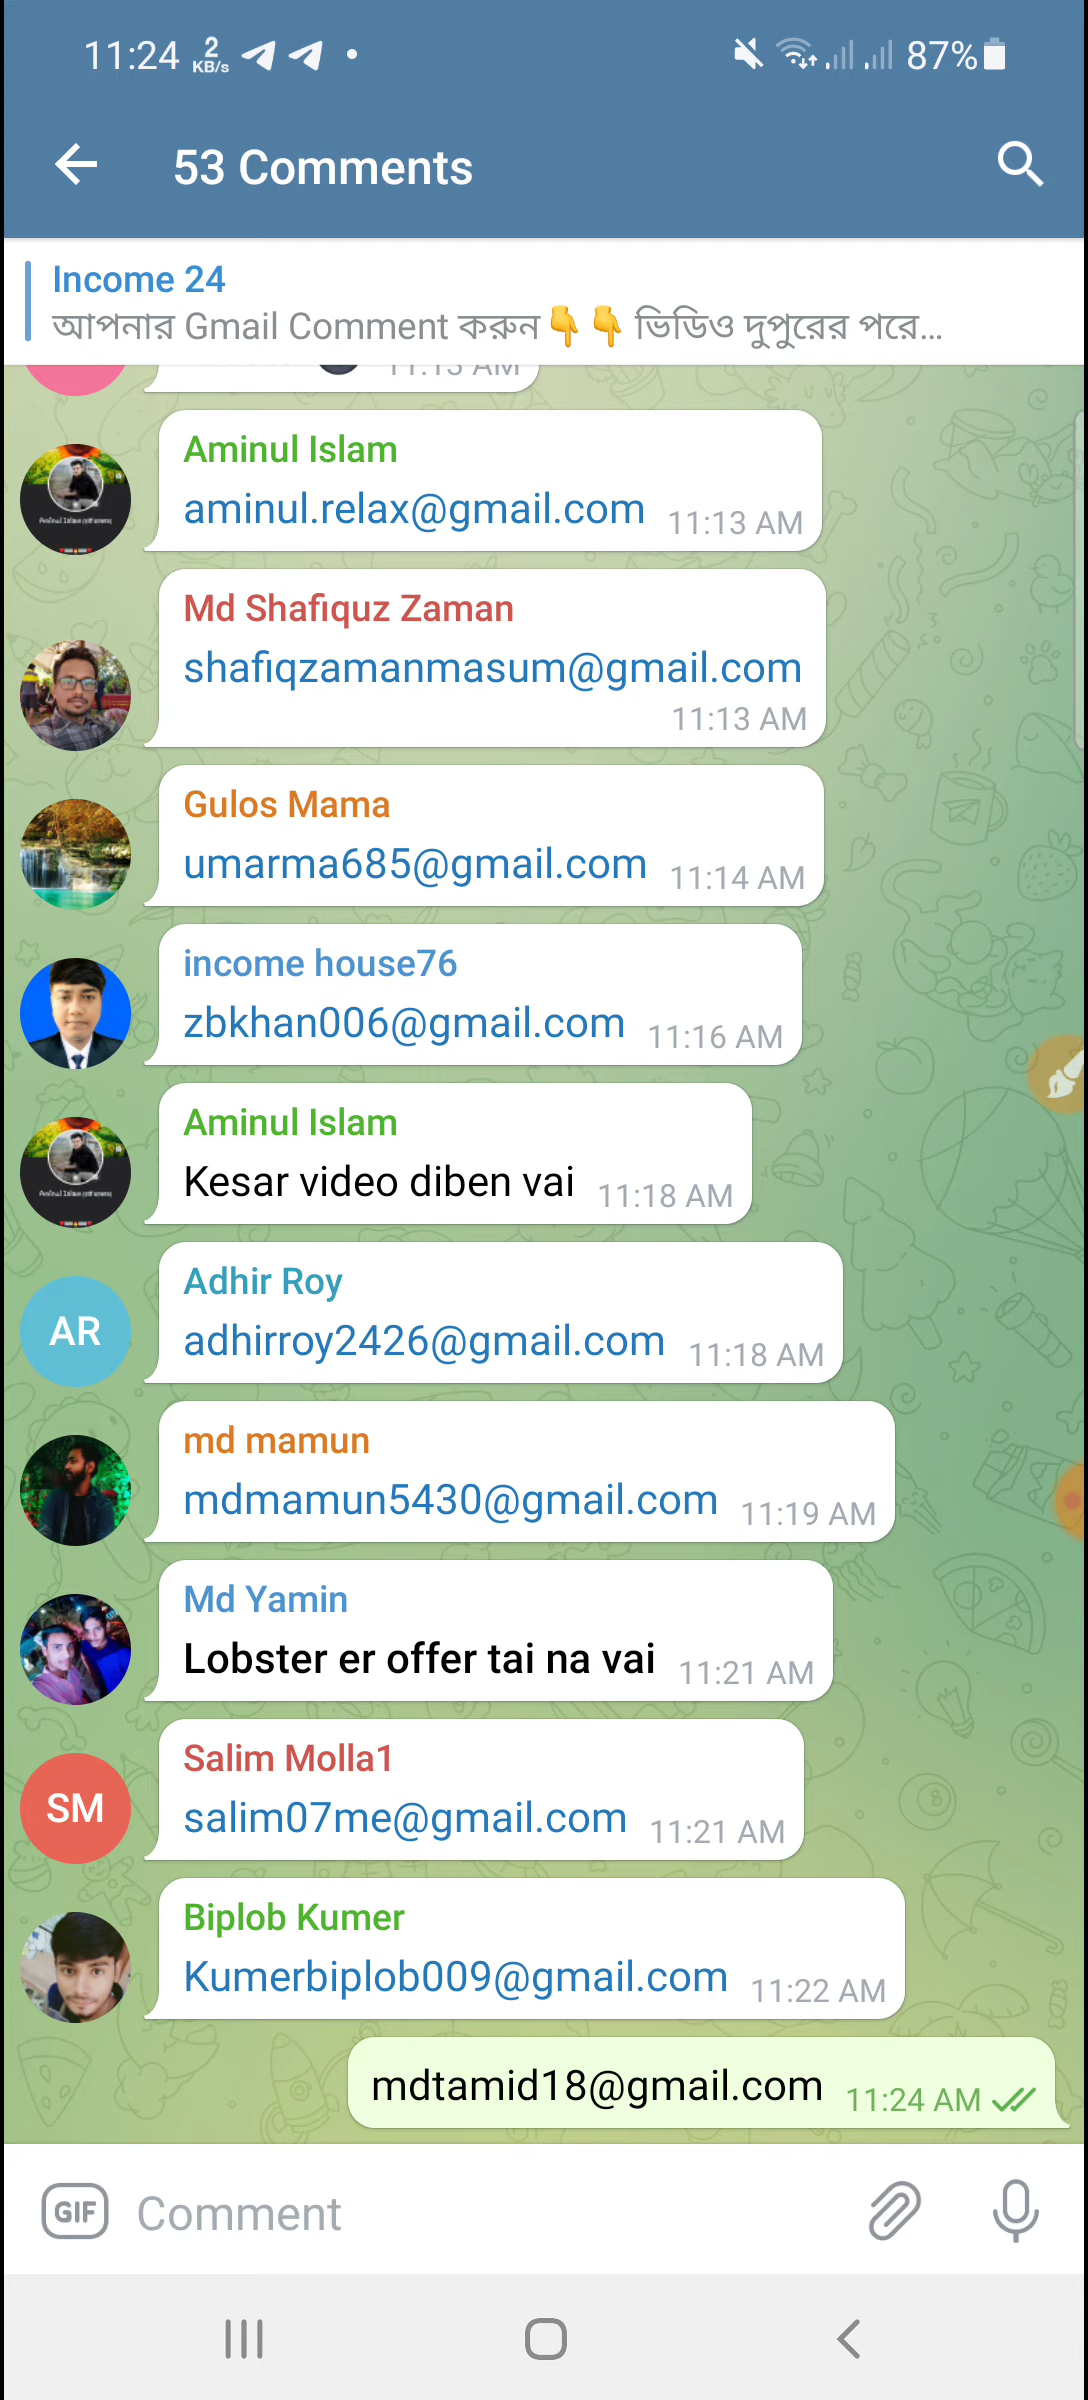 11:24 2 KB/s 87%
53 Comments
Income 24
আপনার Gmail Comment করুন👇👇 ভিডিও দুপুরের পরে...
11:13 AM
Aminul Islam
aminul.relax@gmail.com 11:13 AM
Md Shafiquz Zaman
shafiqzamanmasum@gmail.com
11:13 AM
Gulos Mama
umarma685@gmail.com 11:14 AM
income house76
zbkhan006@gmail.com 11:16 AM
Aminul Islam
Kesar video diben vai 11:18 AM
AR
Adhir Roy
adhirroy2426@gmail.com 11:18 AM
md mamun
mdmamun5430@gmail.com 11:19 AM
Md Yamin
Lobster er offer tai na vai 11:21 AM
SM
Salim Molla1
salim07me@gmail.com 11:21 AM
Biplob Kumer
Kumerbiplob009@gmail.com 11:22 AM
mdtamid18@gmail.com 11:24 AM
GIF Comment